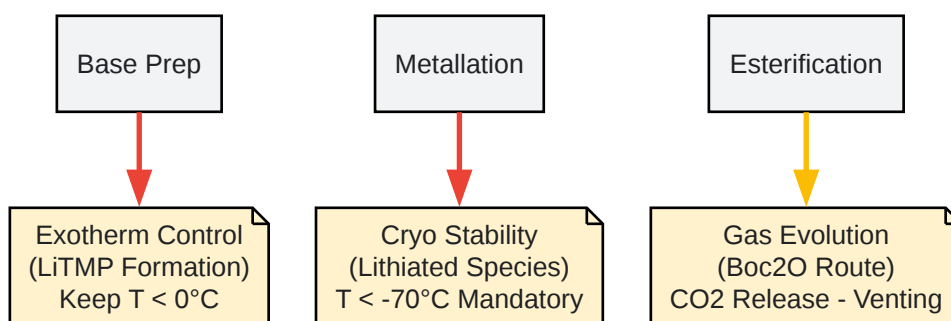 Base Prep
Metallation
Esterification
Exotherm Control
(LiTMP Formation)
Keep T < 0°C
Cryo Stability
(Lithiated Species)
T < -70°C Mandatory
Gas Evolution
(Boc2O Route)
CO2 Release - Venting